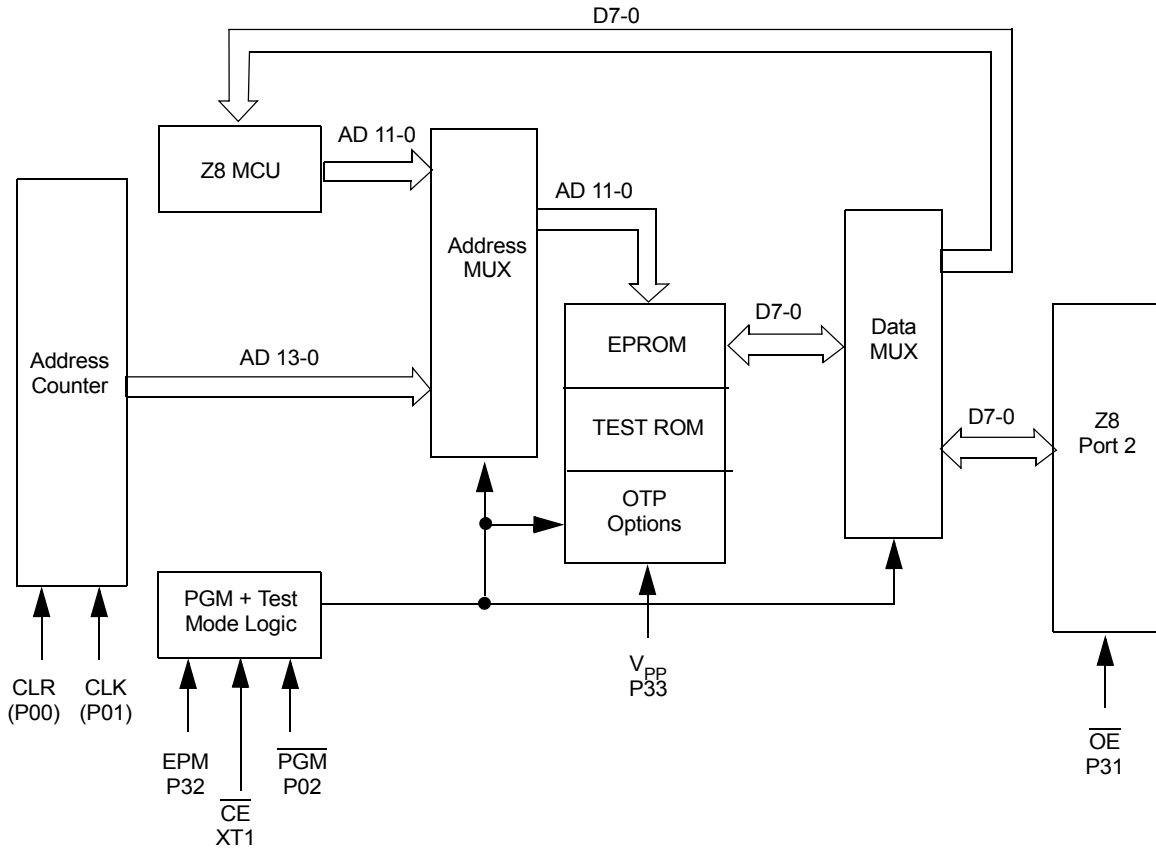 D7-0
Z8 MCU
AD 11-0
Address
MUX
AD 11-0
Address
Counter
AD 13-0
EPROM
TEST ROM
OTP
Options
D7-0
Data
MUX
D7-0
Z8
Port 2
PGM + Test
Mode Logic
CLR
(P00)
CLK
(P01)
EPM
P32
CE
XT1
PGM
P02
VPP
P33
OE
P31